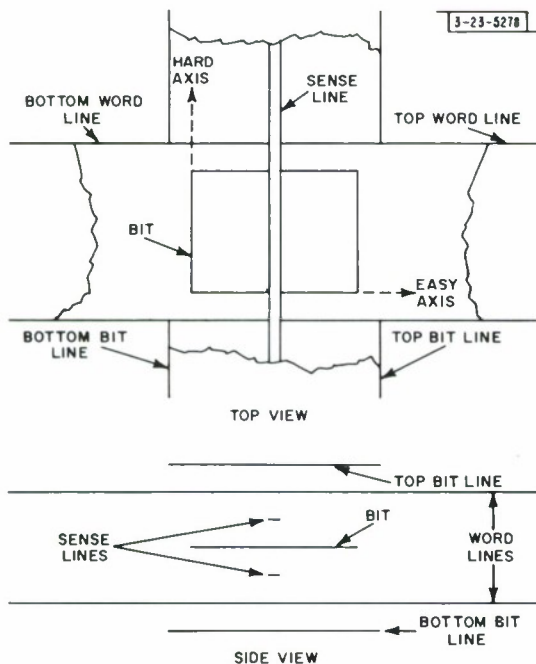 3-23-5278
HARD
AXIS
SENSE
LINE
BOTTOM WORD
LINE
TOP WORD LINE
BIT
EASY
AXIS
BOTTOM BIT
LINE
TOP BIT LINE
TOP VIEW
TOP BIT LINE
BIT
SENSE
LINES
WORD
LINES
BOTTOM BIT
LINE
SIDE VIEW